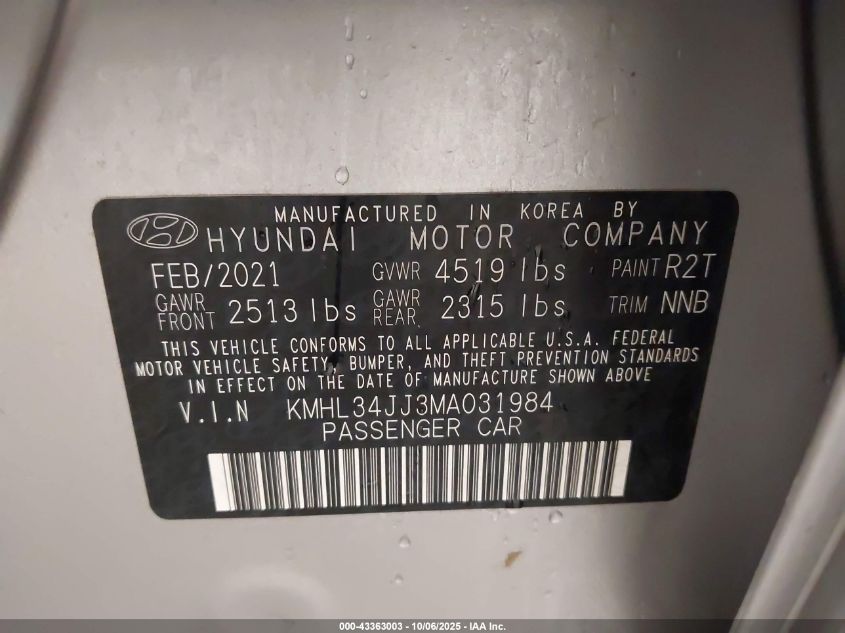 MANUFACTURED IN KOREA BY
HYUNDAI MOTOR COMPANY
FEB/2021 GVWR 4519 lbs PAINT R2T
GAWR FRONT 2513 lbs GAWR REAR 2315 lbs TRIM NNB
THIS VEHICLE CONFORMS TO ALL APPLICABLE U.S.A. FEDERAL
MOTOR VEHICLE SAFETY, BUMPER, AND THEFT PREVENTION STANDARDS
IN EFFECT ON THE DATE OF MANUFACTURE SHOWN ABOVE
V.I.N KMHL34JJ3MA031984
PASSENGER CAR
000-43363003 - 10/06/2025 - IAA Inc.